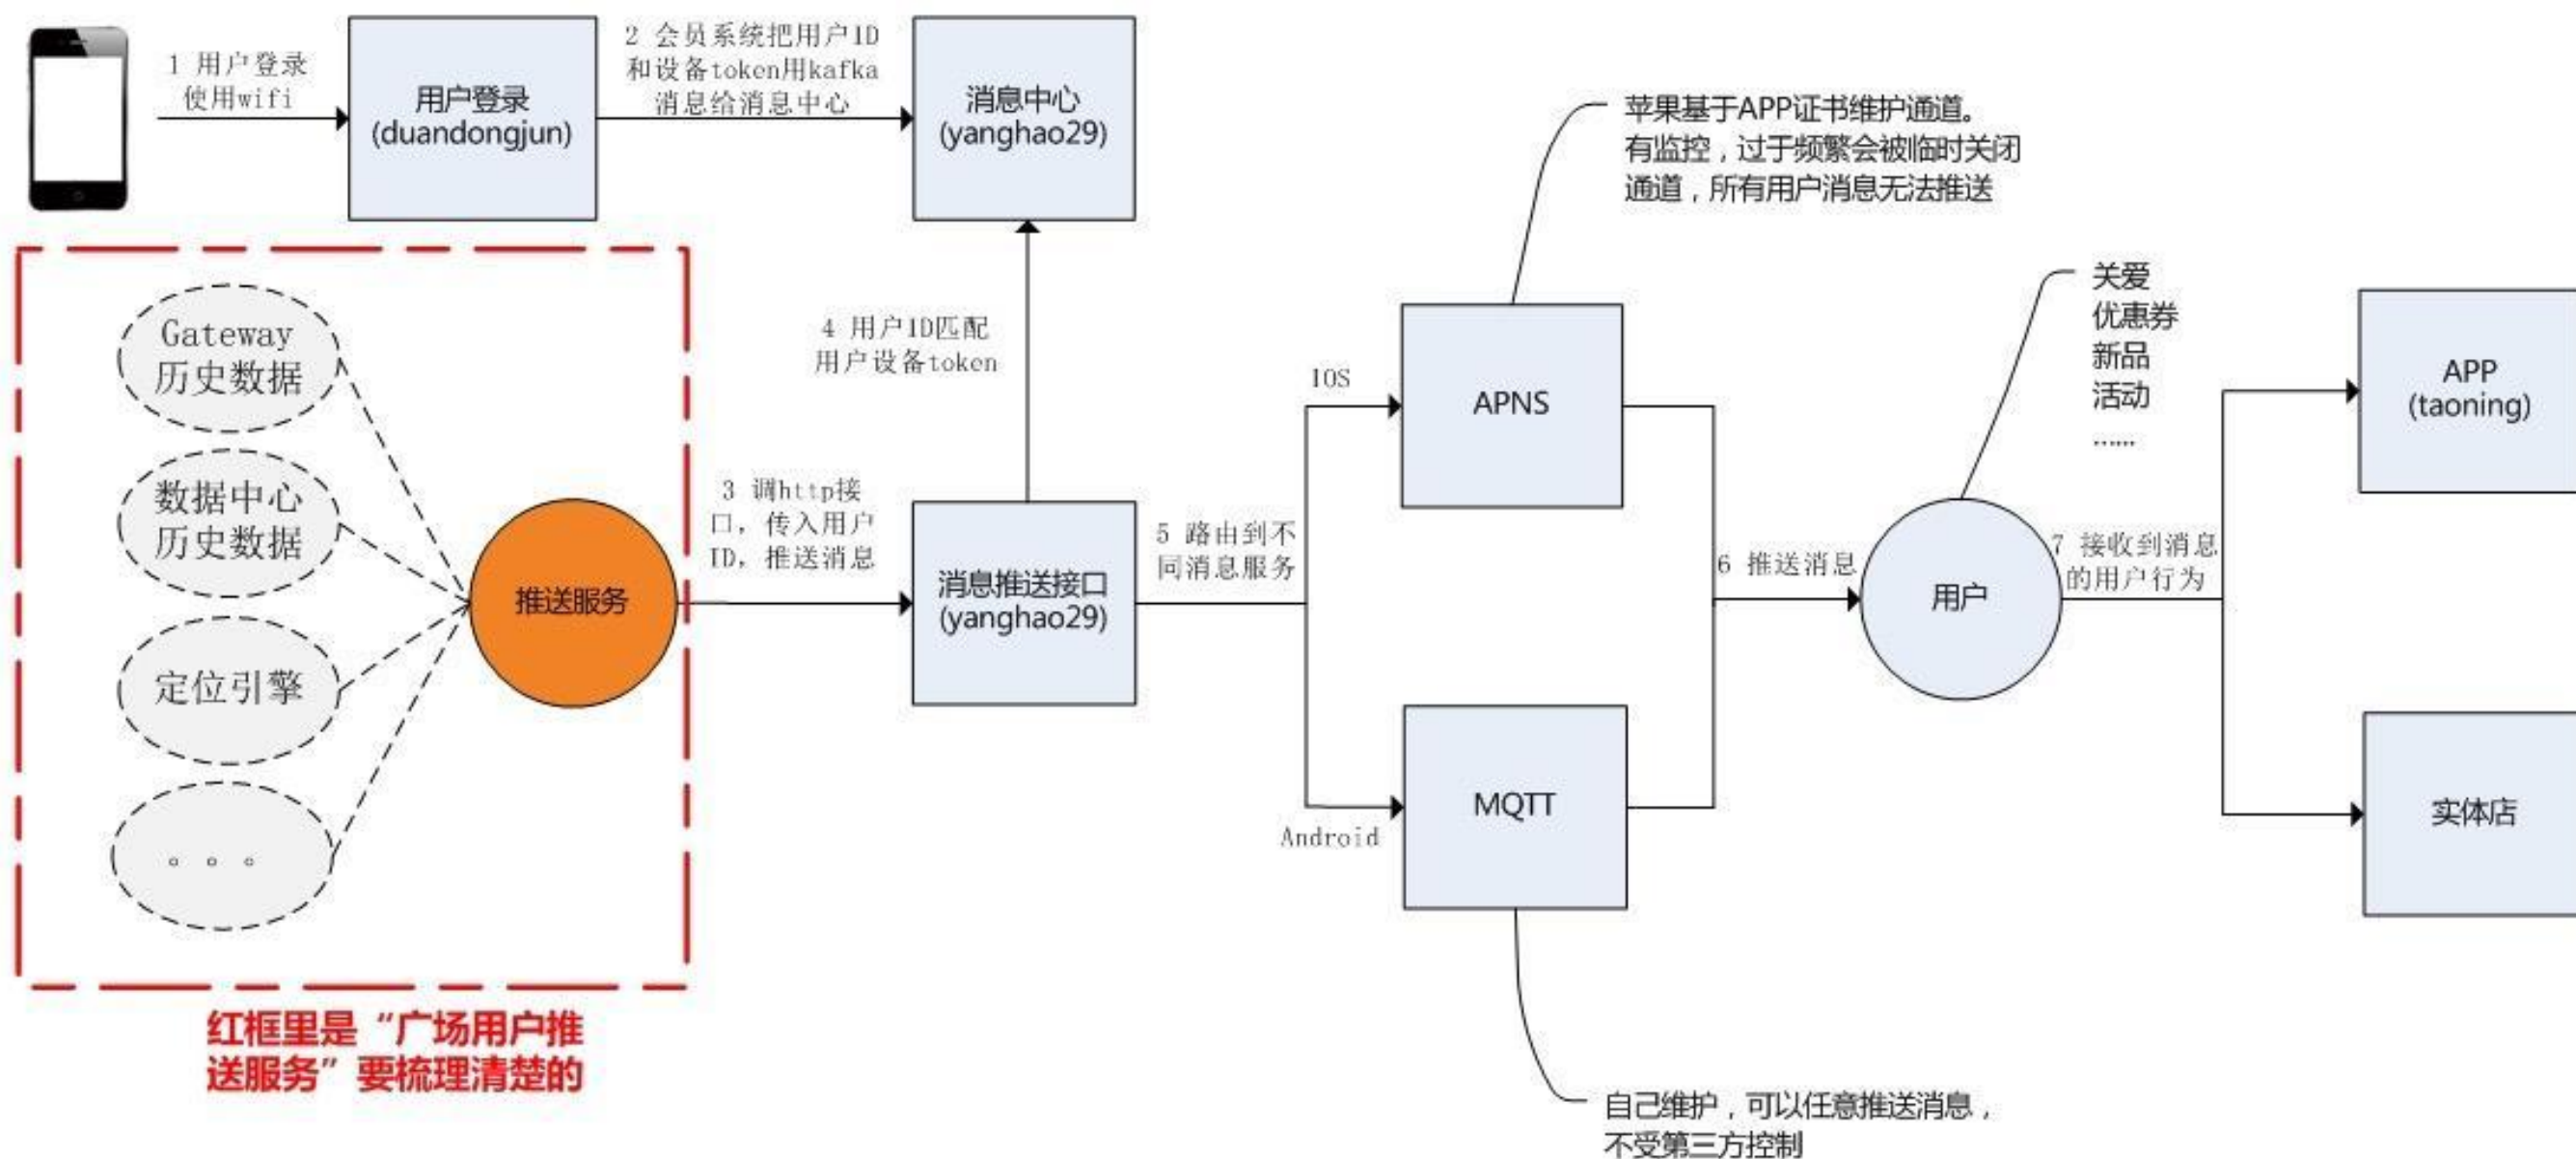 1 用户登录
使用wifi
用户登录
(duandongjun)
2 会员系统把用户ID
和设备token用kafka
消息给消息中心
消息中心
(yanghao29)
苹果基于APP证书维护通道。
有监控，过于频繁会被临时关闭
通道，所有用户消息无法推送
Gateway
历史数据
数据中心
历史数据
定位引擎
。。。
推送服务
3 调http接
口，传入用户
ID，推送消息
4 用户ID匹配
用户设备token
消息推送接口
(yanghao29)
5 路由到不
同消息服务
IOS
APNS
Android
MQTT
6 推送消息
用户
关爱
优惠券
新品
活动
......
7 接收到消息
的用户行为
APP
(taoning)
实体店
红框里是“广场用户推
送服务”要梳理清楚的
自己维护，可以任意推送消息，
不受第三方控制